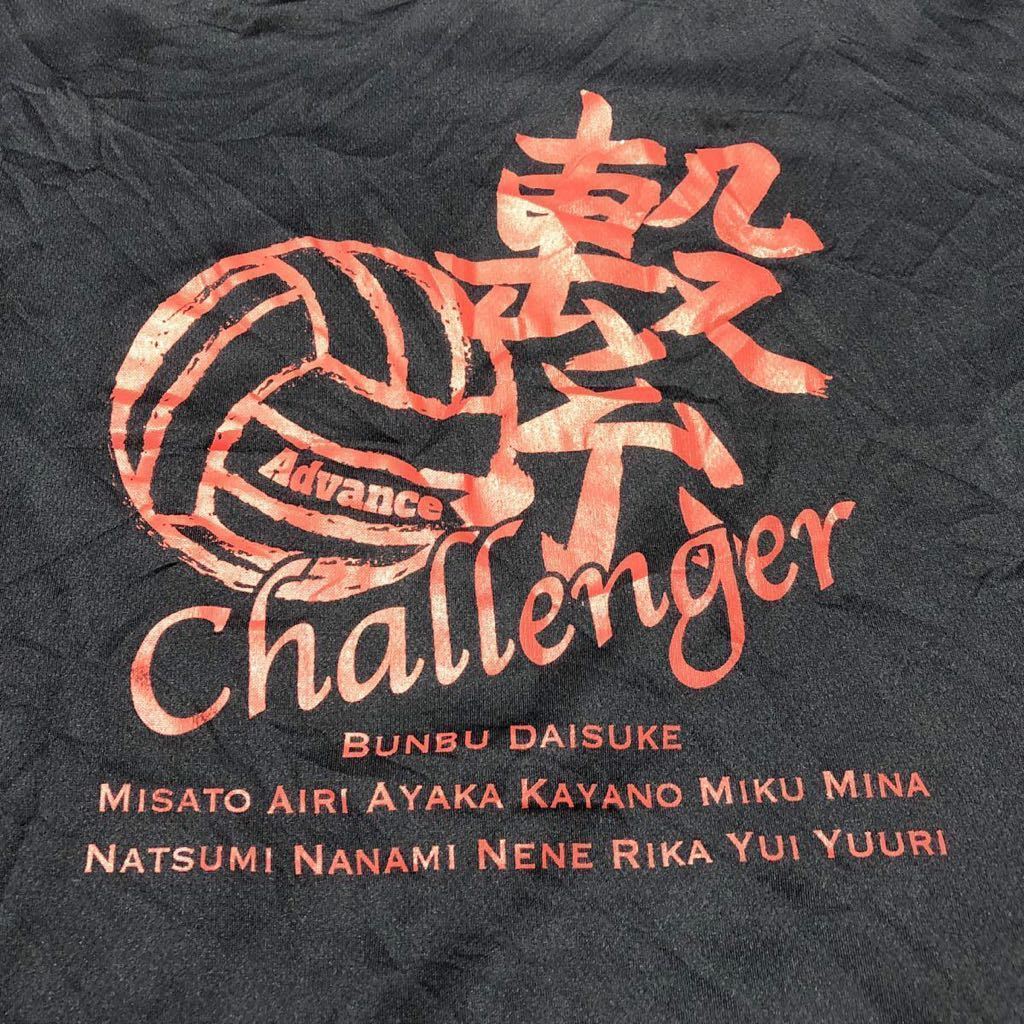 撃
Advance
Challenger
BUNBU DAISUKE
MISATO AIRI AYAKA KAYANO MIKU MINA
NATSUMI NANAMI NENE RIKA YUI YUURI